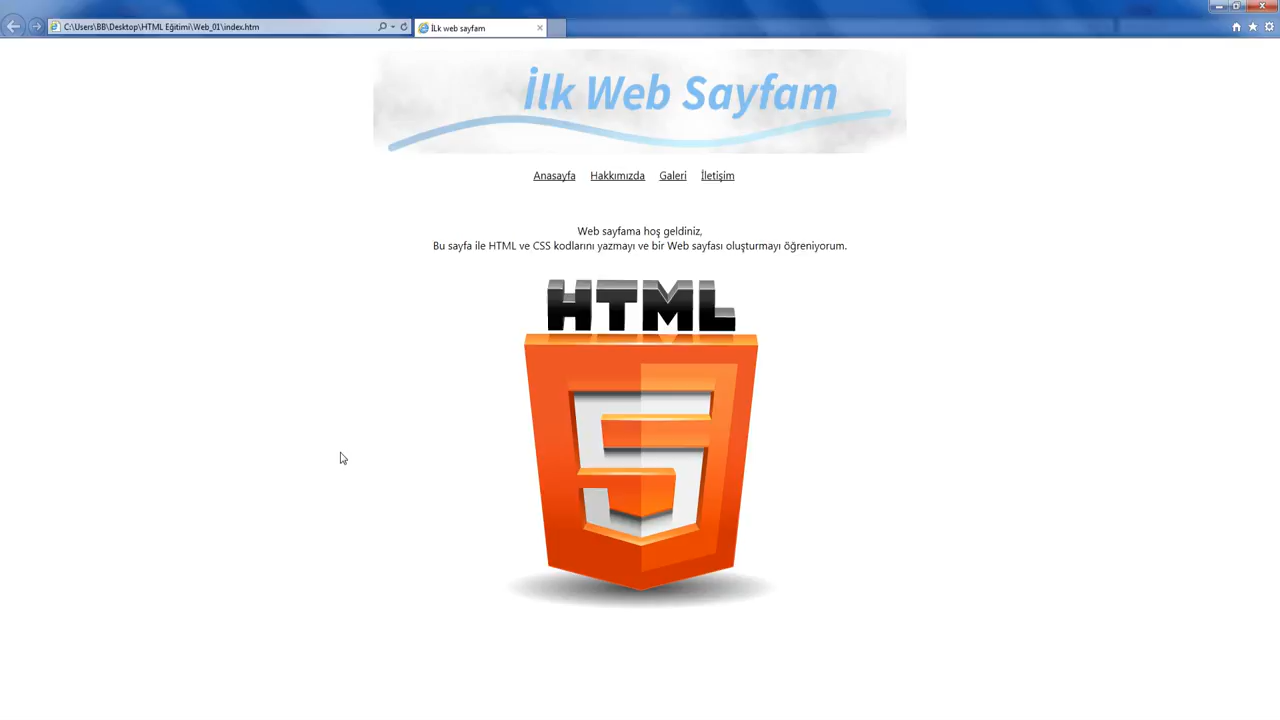 C:\Users\BB\Desktop\HTML Eğitimi\Web_01\index.htm
İLk web sayfam
İlk Web Sayfam
Anasayfa Hakkımızda Galeri İletişim
Web sayfama hoş geldiniz,
Bu sayfa ile HTML ve CSS kodlarını yazmayı ve bir Web sayfası oluşturmayı öğreniyorum.
HTML
5